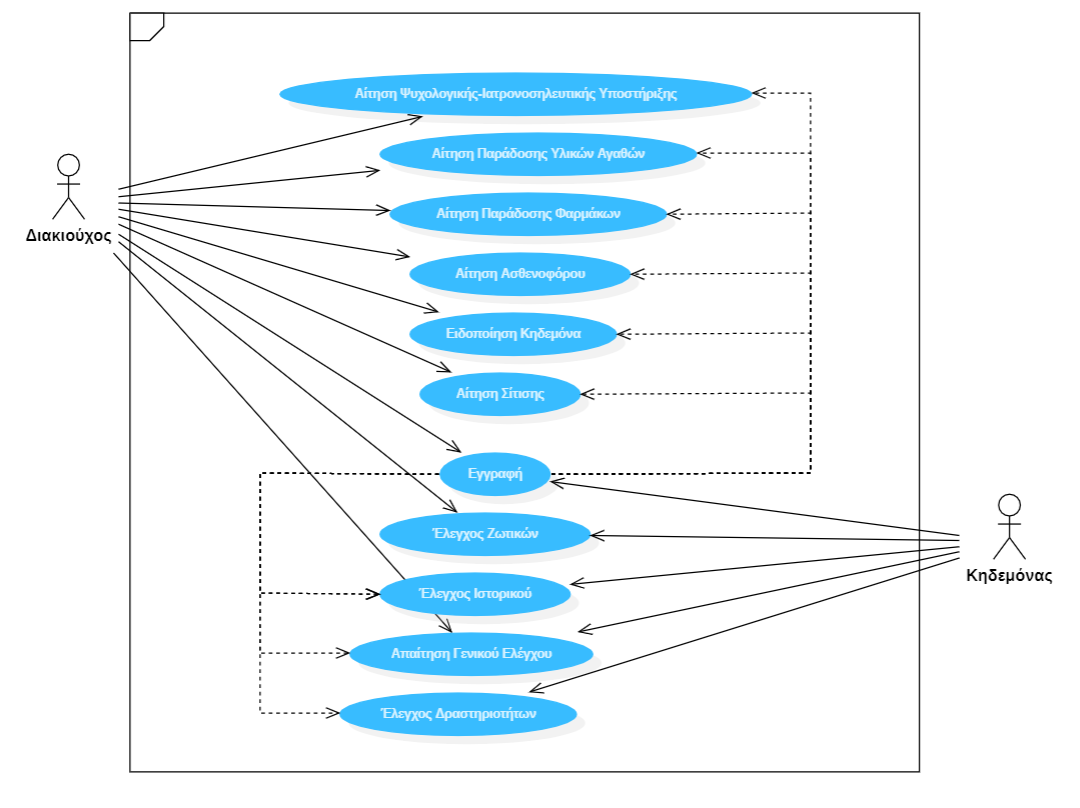 Αίτηση Ψυχολογικής-Ιατρονοσηλευτικής Υποστήριξης
Αίτηση Παράδοσης Υλικών Αγαθών
Αίτηση Παράδοσης Φαρμάκων
Διακιούχος
Αίτηση Ασθενοφόρου
Ειδοποίηση Κηδεμόνα
Αίτηση Σίτισης
Εγγραφή
Έλεγχος Ζωτικών
Κηδεμόνας
Έλεγχος Ιστορικού
Απαίτηση Γενικού Ελέγχου
Έλεγχος Δραστηριοτήτων